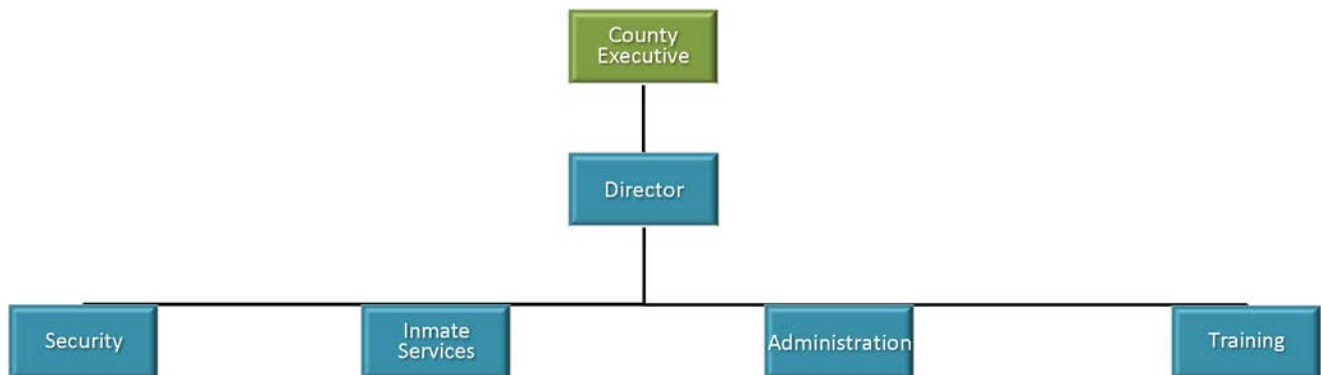 County
Executive
Director
Security
Inmate
Services
Administration
Training